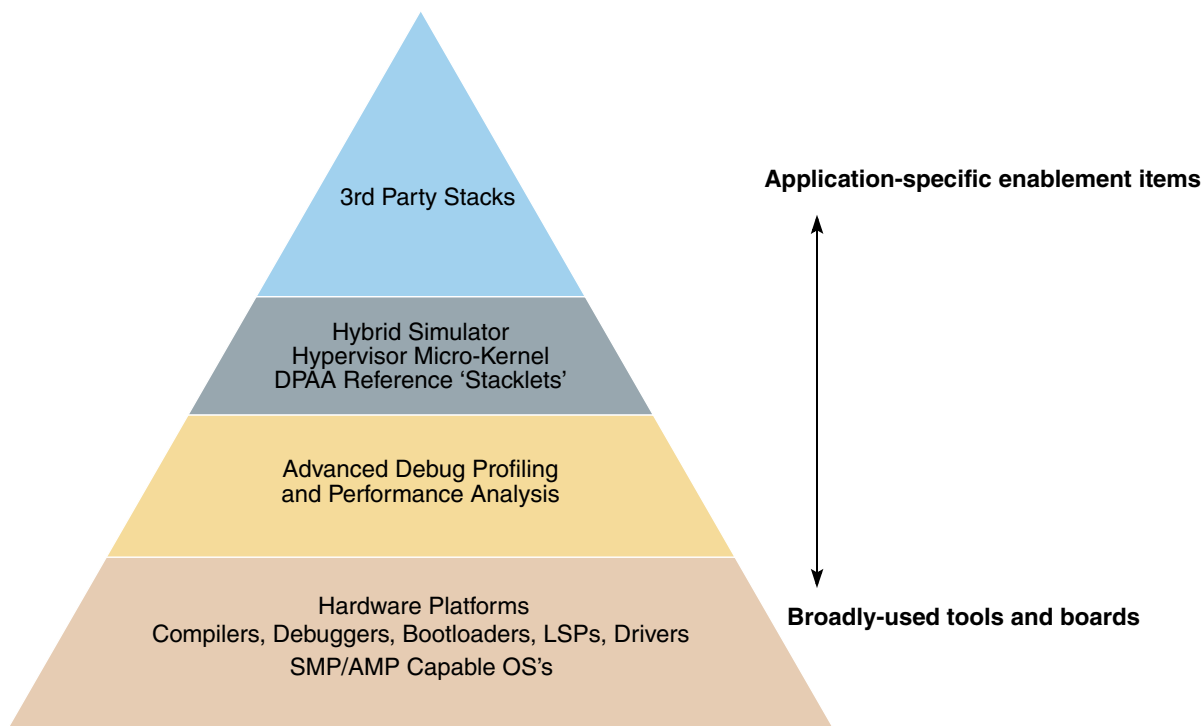 3rd Party Stacks
Application-specific enablement items
Hybrid Simulator
Hypervisor Micro-Kernel
DPAA Reference ‘Stacklets’
Advanced Debug Profiling
and Performance Analysis
Hardware Platforms
Compilers, Debuggers, Bootloaders, LSPs, Drivers
SMP/AMP Capable OS's
Broadly-used tools and boards